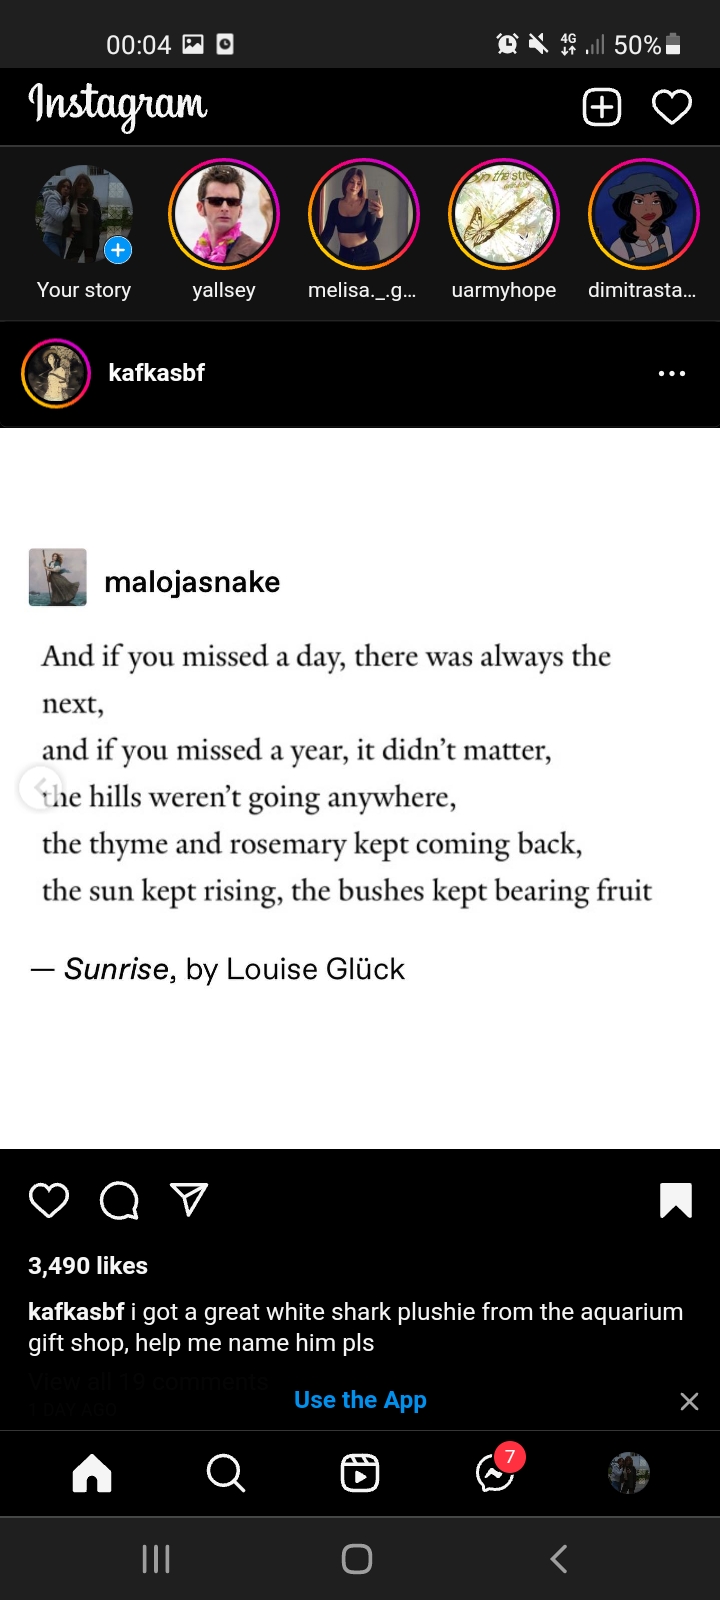 00:04
4G
50%
Instagram
Your story
yallsey
melisa._.g...
uarmyhope
dimitrasta...
kafkasbf
malojasnake
And if you missed a day, there was always the
next,
and if you missed a year, it didn't matter,
the hills weren't going anywhere,
the thyme and rosemary kept coming back,
the sun kept rising, the bushes kept bearing fruit
— Sunrise, by Louise Glück
3,490 likes
kafkasbf i got a great white shark plushie from the aquarium
gift shop, help me name him pls
View all 19 comments
1 DAY AGO
Use the App
7